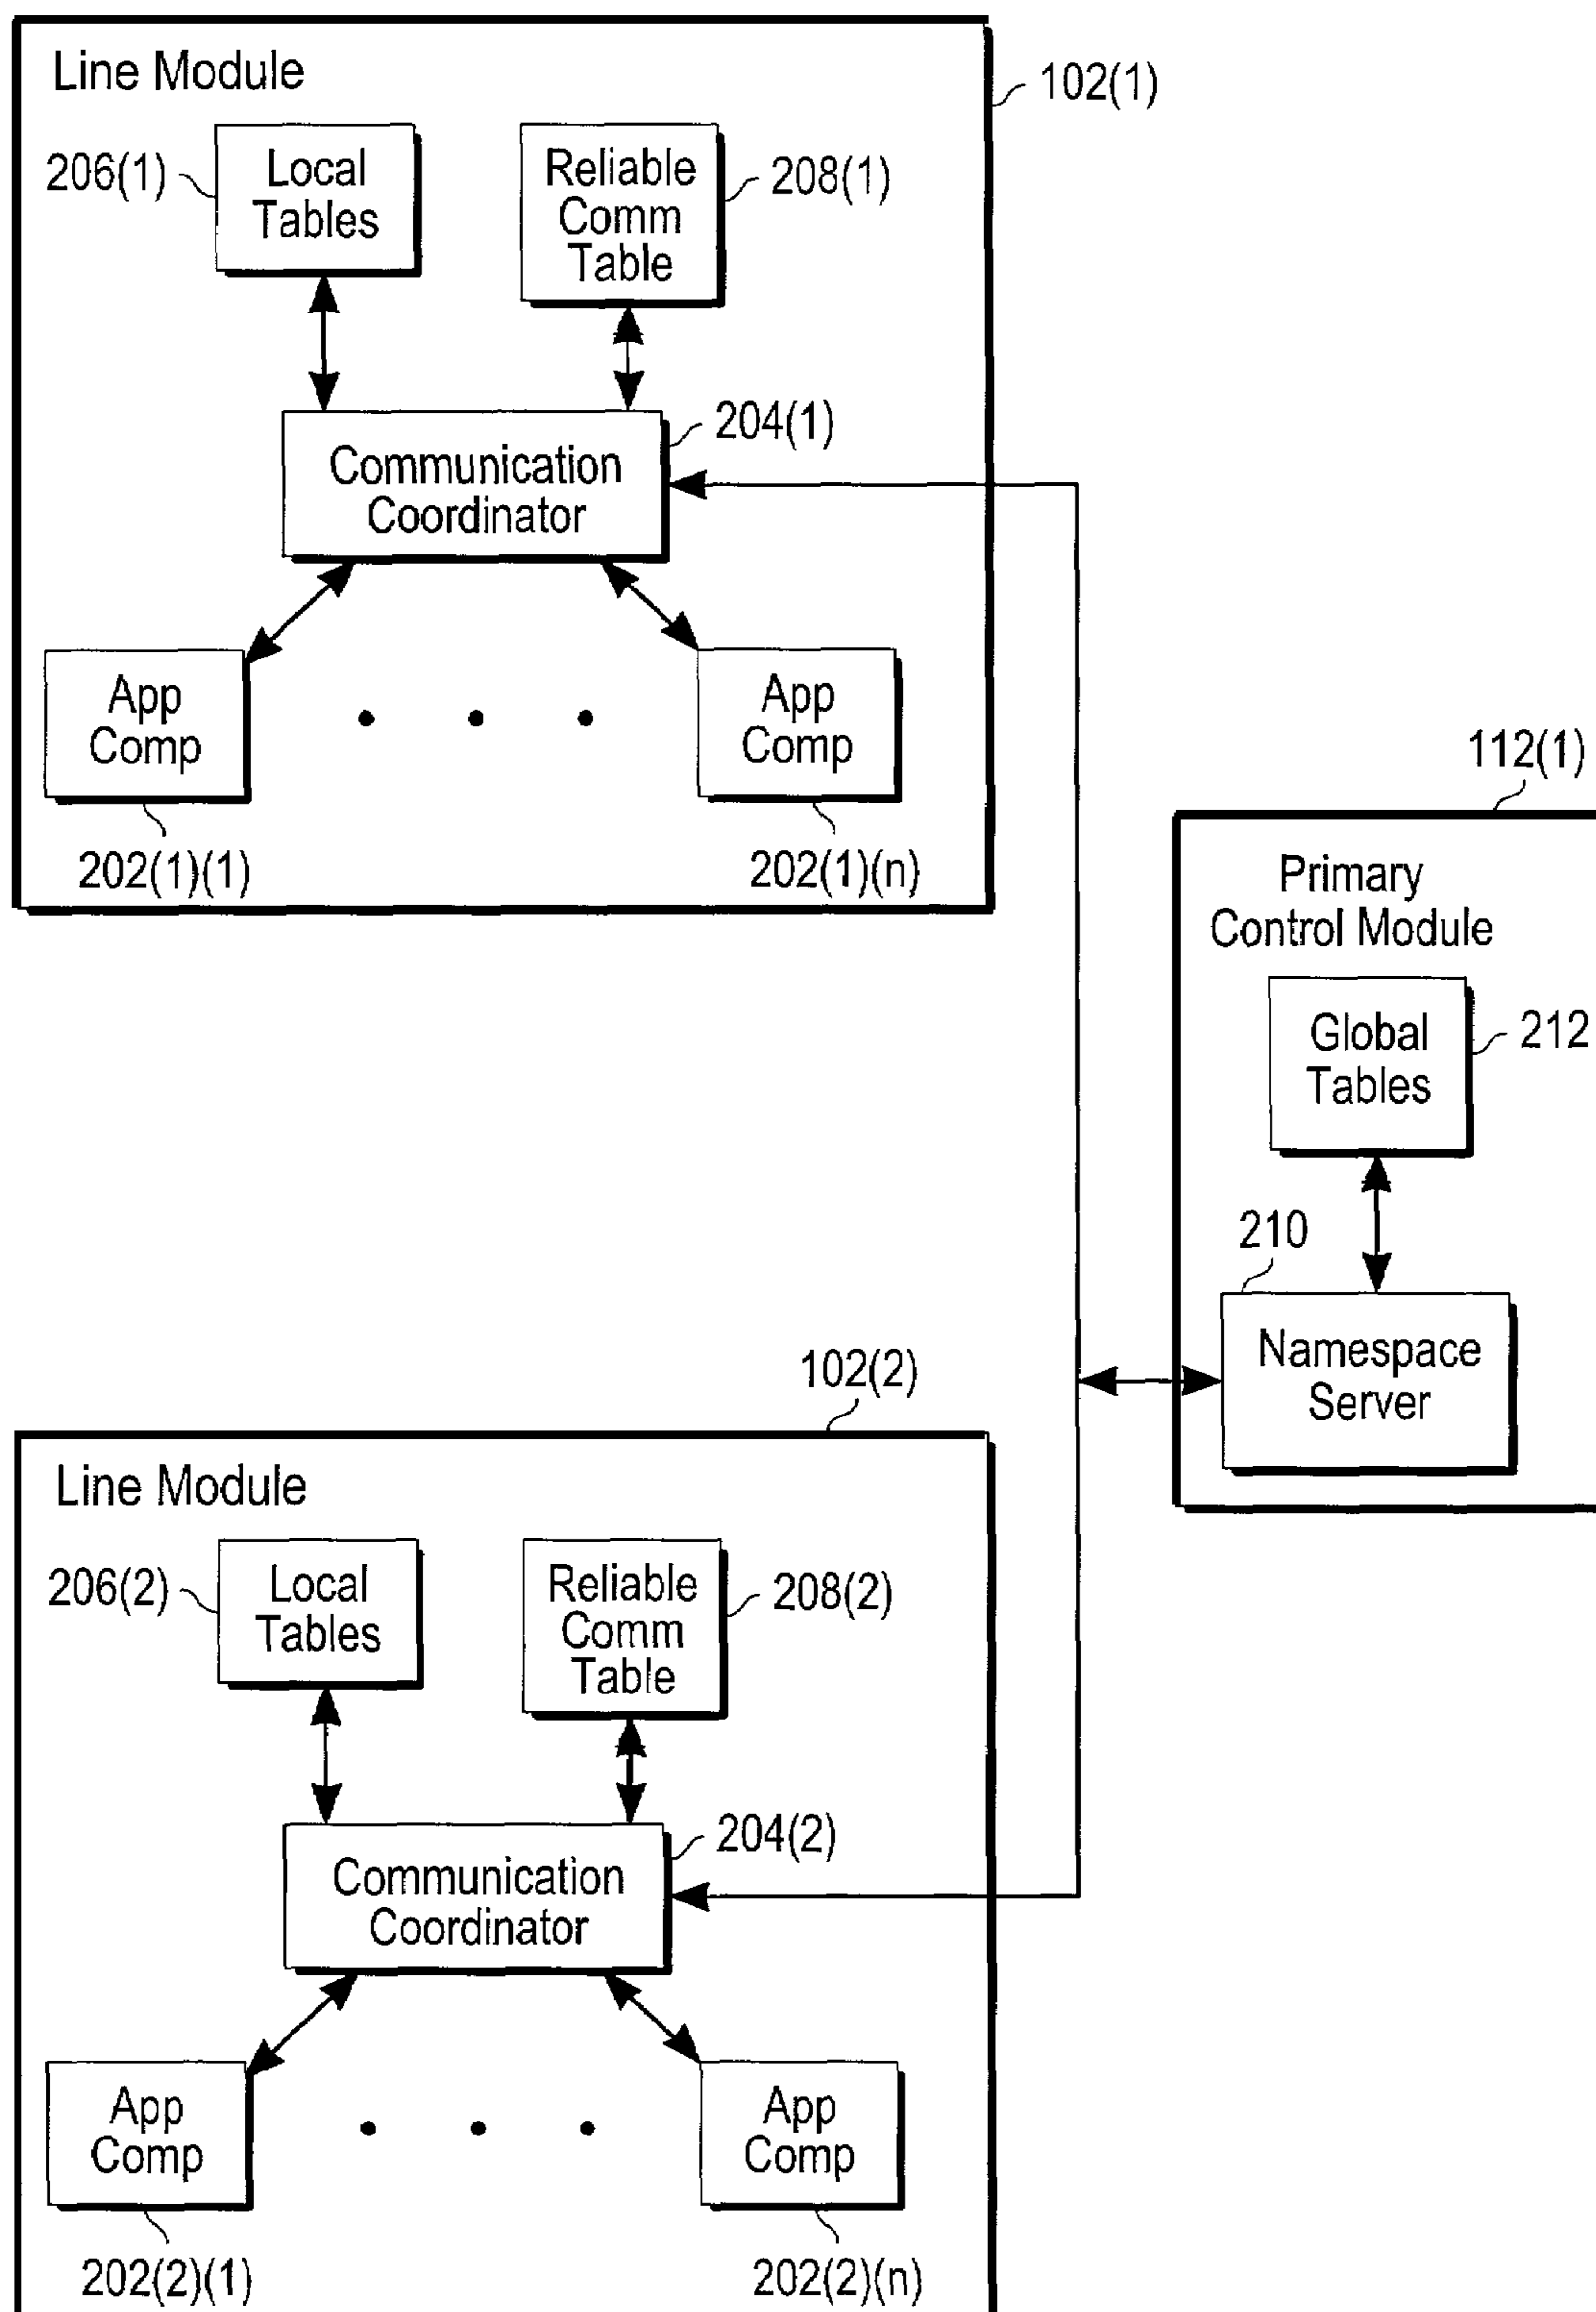 Line Module
102(1)
206(1)
Local
Tables
Reliable
Comm
Table
208(1)
204(1)
Communication
Coordinator
App
Comp
App
Comp
202(1)(1)
202(1)(n)
112(1)
Primary
Control Module
Global
Tables
212
210
Namespace
Server
102(2)
Line Module
206(2)
Local
Tables
Reliable
Comm
Table
208(2)
204(2)
Communication
Coordinator
App
Comp
App
Comp
202(2)(1)
202(2)(n)